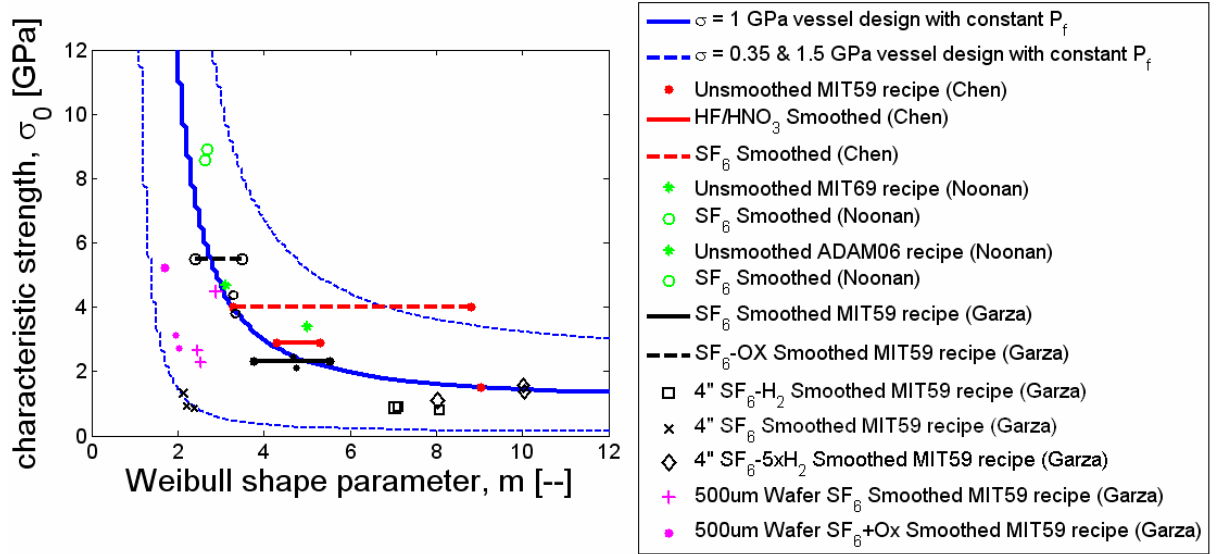 characteristic strength, σ₀ [GPa]
12
10
8
6
4
2
0
0 2 4 6 8 10 12
Weibull shape parameter, m [--]
σ = 1 GPa vessel design with constant P_f
σ = 0.35 & 1.5 GPa vessel design with constant P_f
Unsmoothed MIT59 recipe (Chen)
HF/HNO₃ Smoothed (Chen)
SF₆ Smoothed (Chen)
Unsmoothed MIT69 recipe (Noonan)
SF₆ Smoothed (Noonan)
Unsmoothed ADAM06 recipe (Noonan)
SF₆ Smoothed (Noonan)
SF₆ Smoothed MIT59 recipe (Garza)
SF₆-OX Smoothed MIT59 recipe (Garza)
4" SF₆-H₂ Smoothed MIT59 recipe (Garza)
4" SF₆ Smoothed MIT59 recipe (Garza)
4" SF₆-5xH₂ Smoothed MIT59 recipe (Garza)
500um Wafer SF₆ Smoothed MIT59 recipe (Garza)
500um Wafer SF₆+Ox Smoothed MIT59 recipe (Garza)